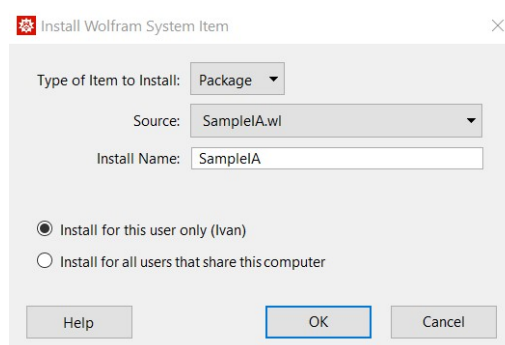 Install Wolfram System Item
Type of Item to Install: Package
Source: SampleIA.wl
Install Name: SampleIA
Install for this user only (Ivan)
Install for all users that share this computer
Help OK Cancel